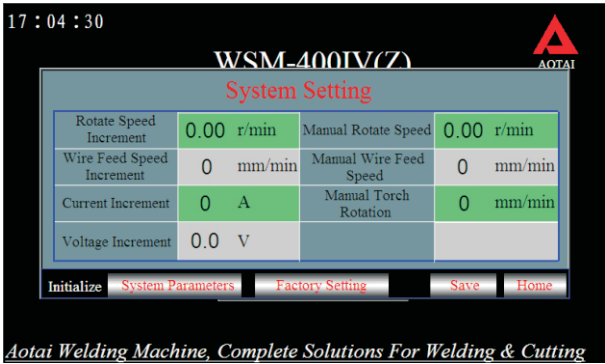 17:04:30
WSM-400IV(Z)
AOTAI
System Setting
Rotate Speed Increment 0.00 r/min Manual Rotate Speed 0.00 r/min
Wire Feed Speed Increment 0 mm/min Manual Wire Feed Speed 0 mm/min
Current Increment 0 A Manual Torch Rotation 0 mm/min
Voltage Increment 0.0 V
Initialize System Parameters Factory Setting Save Home
Aotai Welding Machine, Complete Solutions For Welding & Cutting